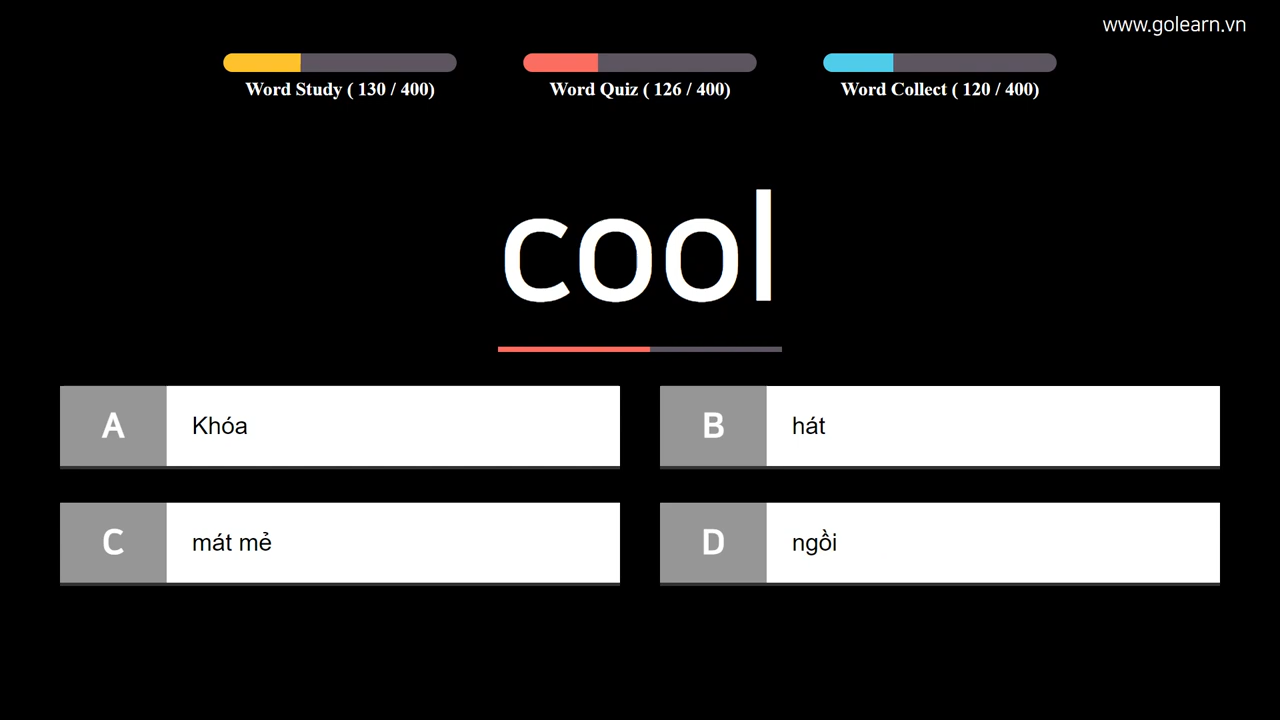 www.golearn.vn
Word Study ( 130 / 400)
Word Quiz ( 126 / 400)
Word Collect ( 120 / 400)
cool
A Khóa
B hát
C mát mẻ
D ngồi